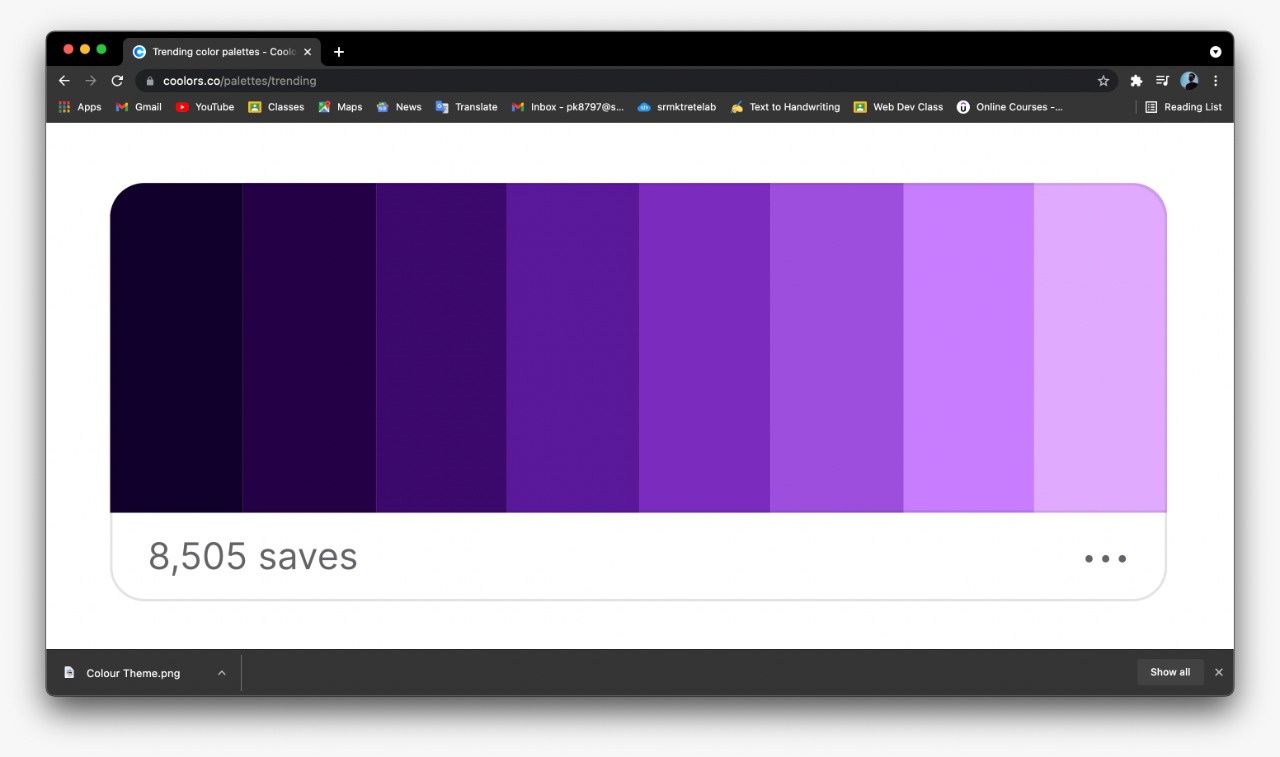 Trending color palettes - Coolo
coolors.co/palettes/trending
Apps Gmail YouTube Classes Maps News Translate Inbox - pk8797@s... srmktretelab Text to Handwriting Web Dev Class Online Courses -... Reading List
8,505 saves
Colour Theme.png Show all